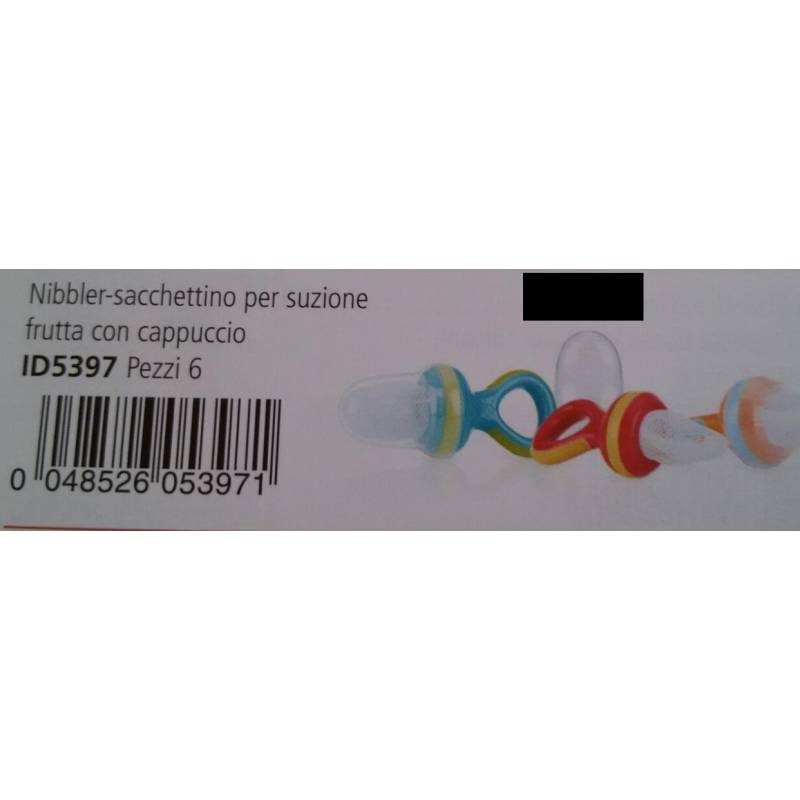 Nibbler-sacchettino per suzione
frutta con cappuccio
ID5397 Pezzi 6
0 048526 053971